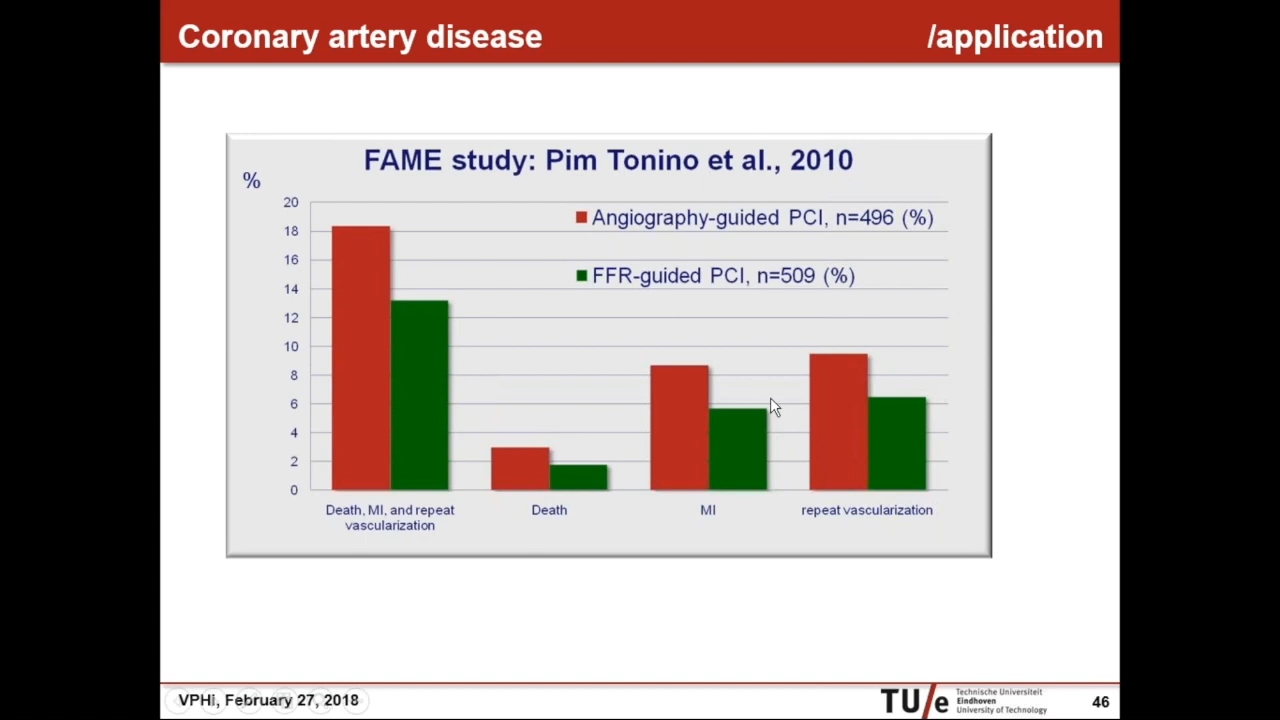 Coronary artery disease /application
FAME study: Pim Tonino et al., 2010
%
20
18
16
14
12
10
8
6
4
2
0
Angiography-guided PCI, n=496 (%)
FFR-guided PCI, n=509 (%)
Death, MI, and repeat
vascularization
Death
MI
repeat vascularization
VPHi, February 27, 2018
TU/e
Technische Universiteit
Eindhoven
University of Technology
46